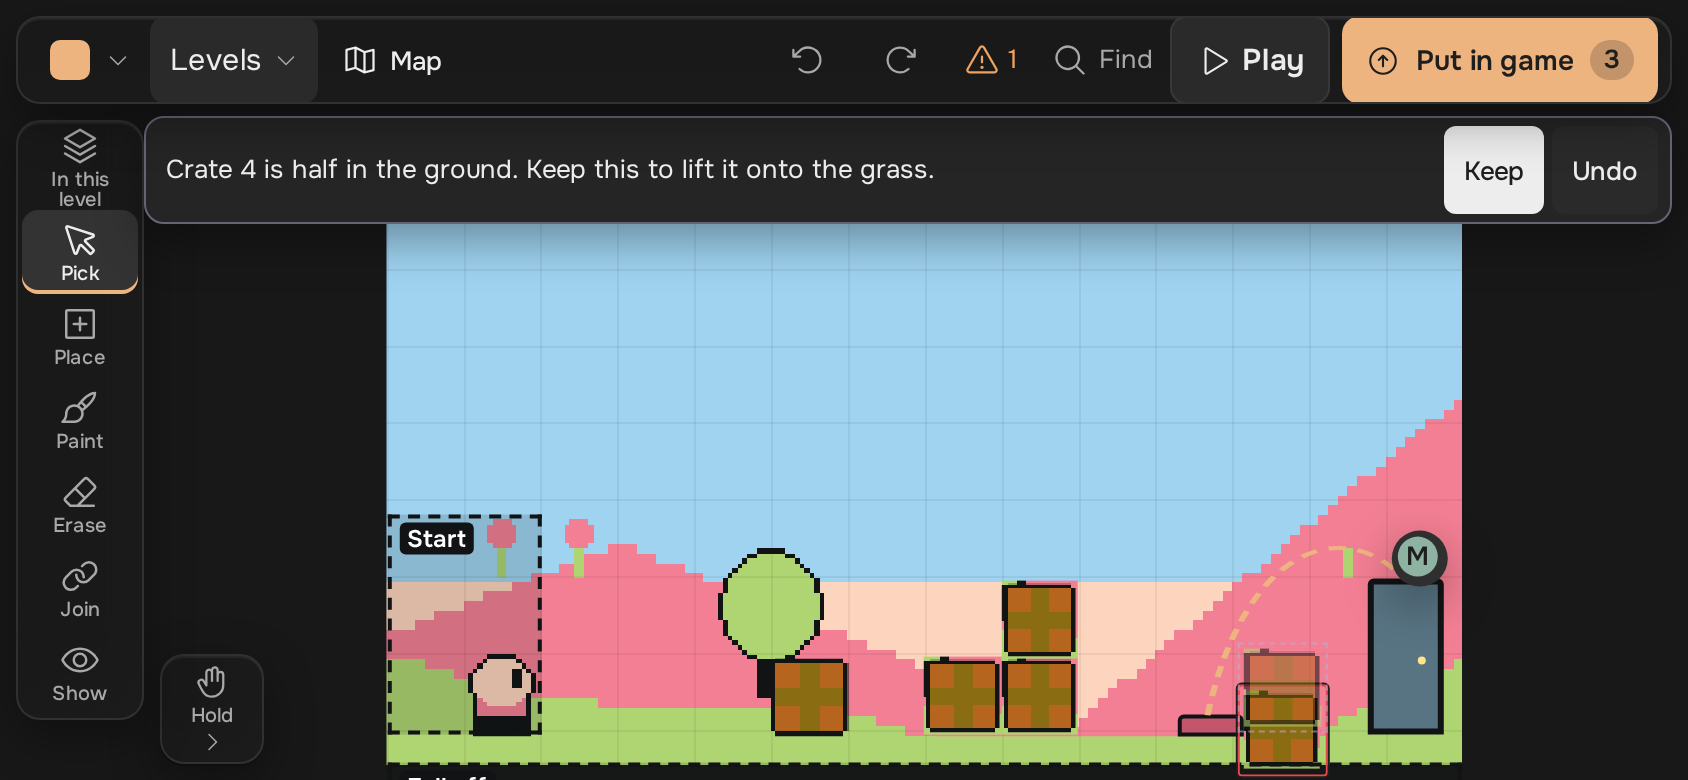 Levels
Map
1
Find
Play
Put in game
3
Crate 4 is half in the ground. Keep this to lift it onto the grass.
Keep
Undo
In this
level
Pick
Place
Paint
Erase
Join
Show
Hold
Start
M